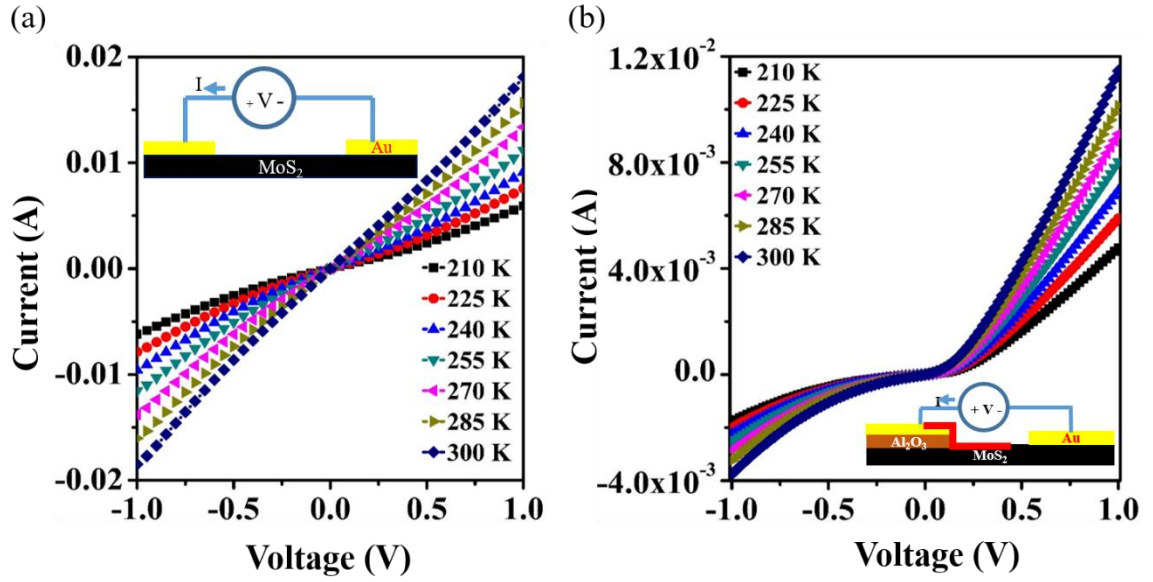 (a)
Current (A)
0.02
0.01
0.00
-0.01
-0.02
I
+ V -
Au
MoS₂
210 K
225 K
240 K
255 K
270 K
285 K
300 K
-1.0 -0.5 0.0 0.5 1.0
Voltage (V)
(b)
Current (A)
1.2x10⁻²
8.0x10⁻³
4.0x10⁻³
0.0
-4.0x10⁻³
210 K
225 K
240 K
255 K
270 K
285 K
300 K
I
+ V -
Al₂O₃
Au
MoS₂
-1.0 -0.5 0.0 0.5 1.0
Voltage (V)